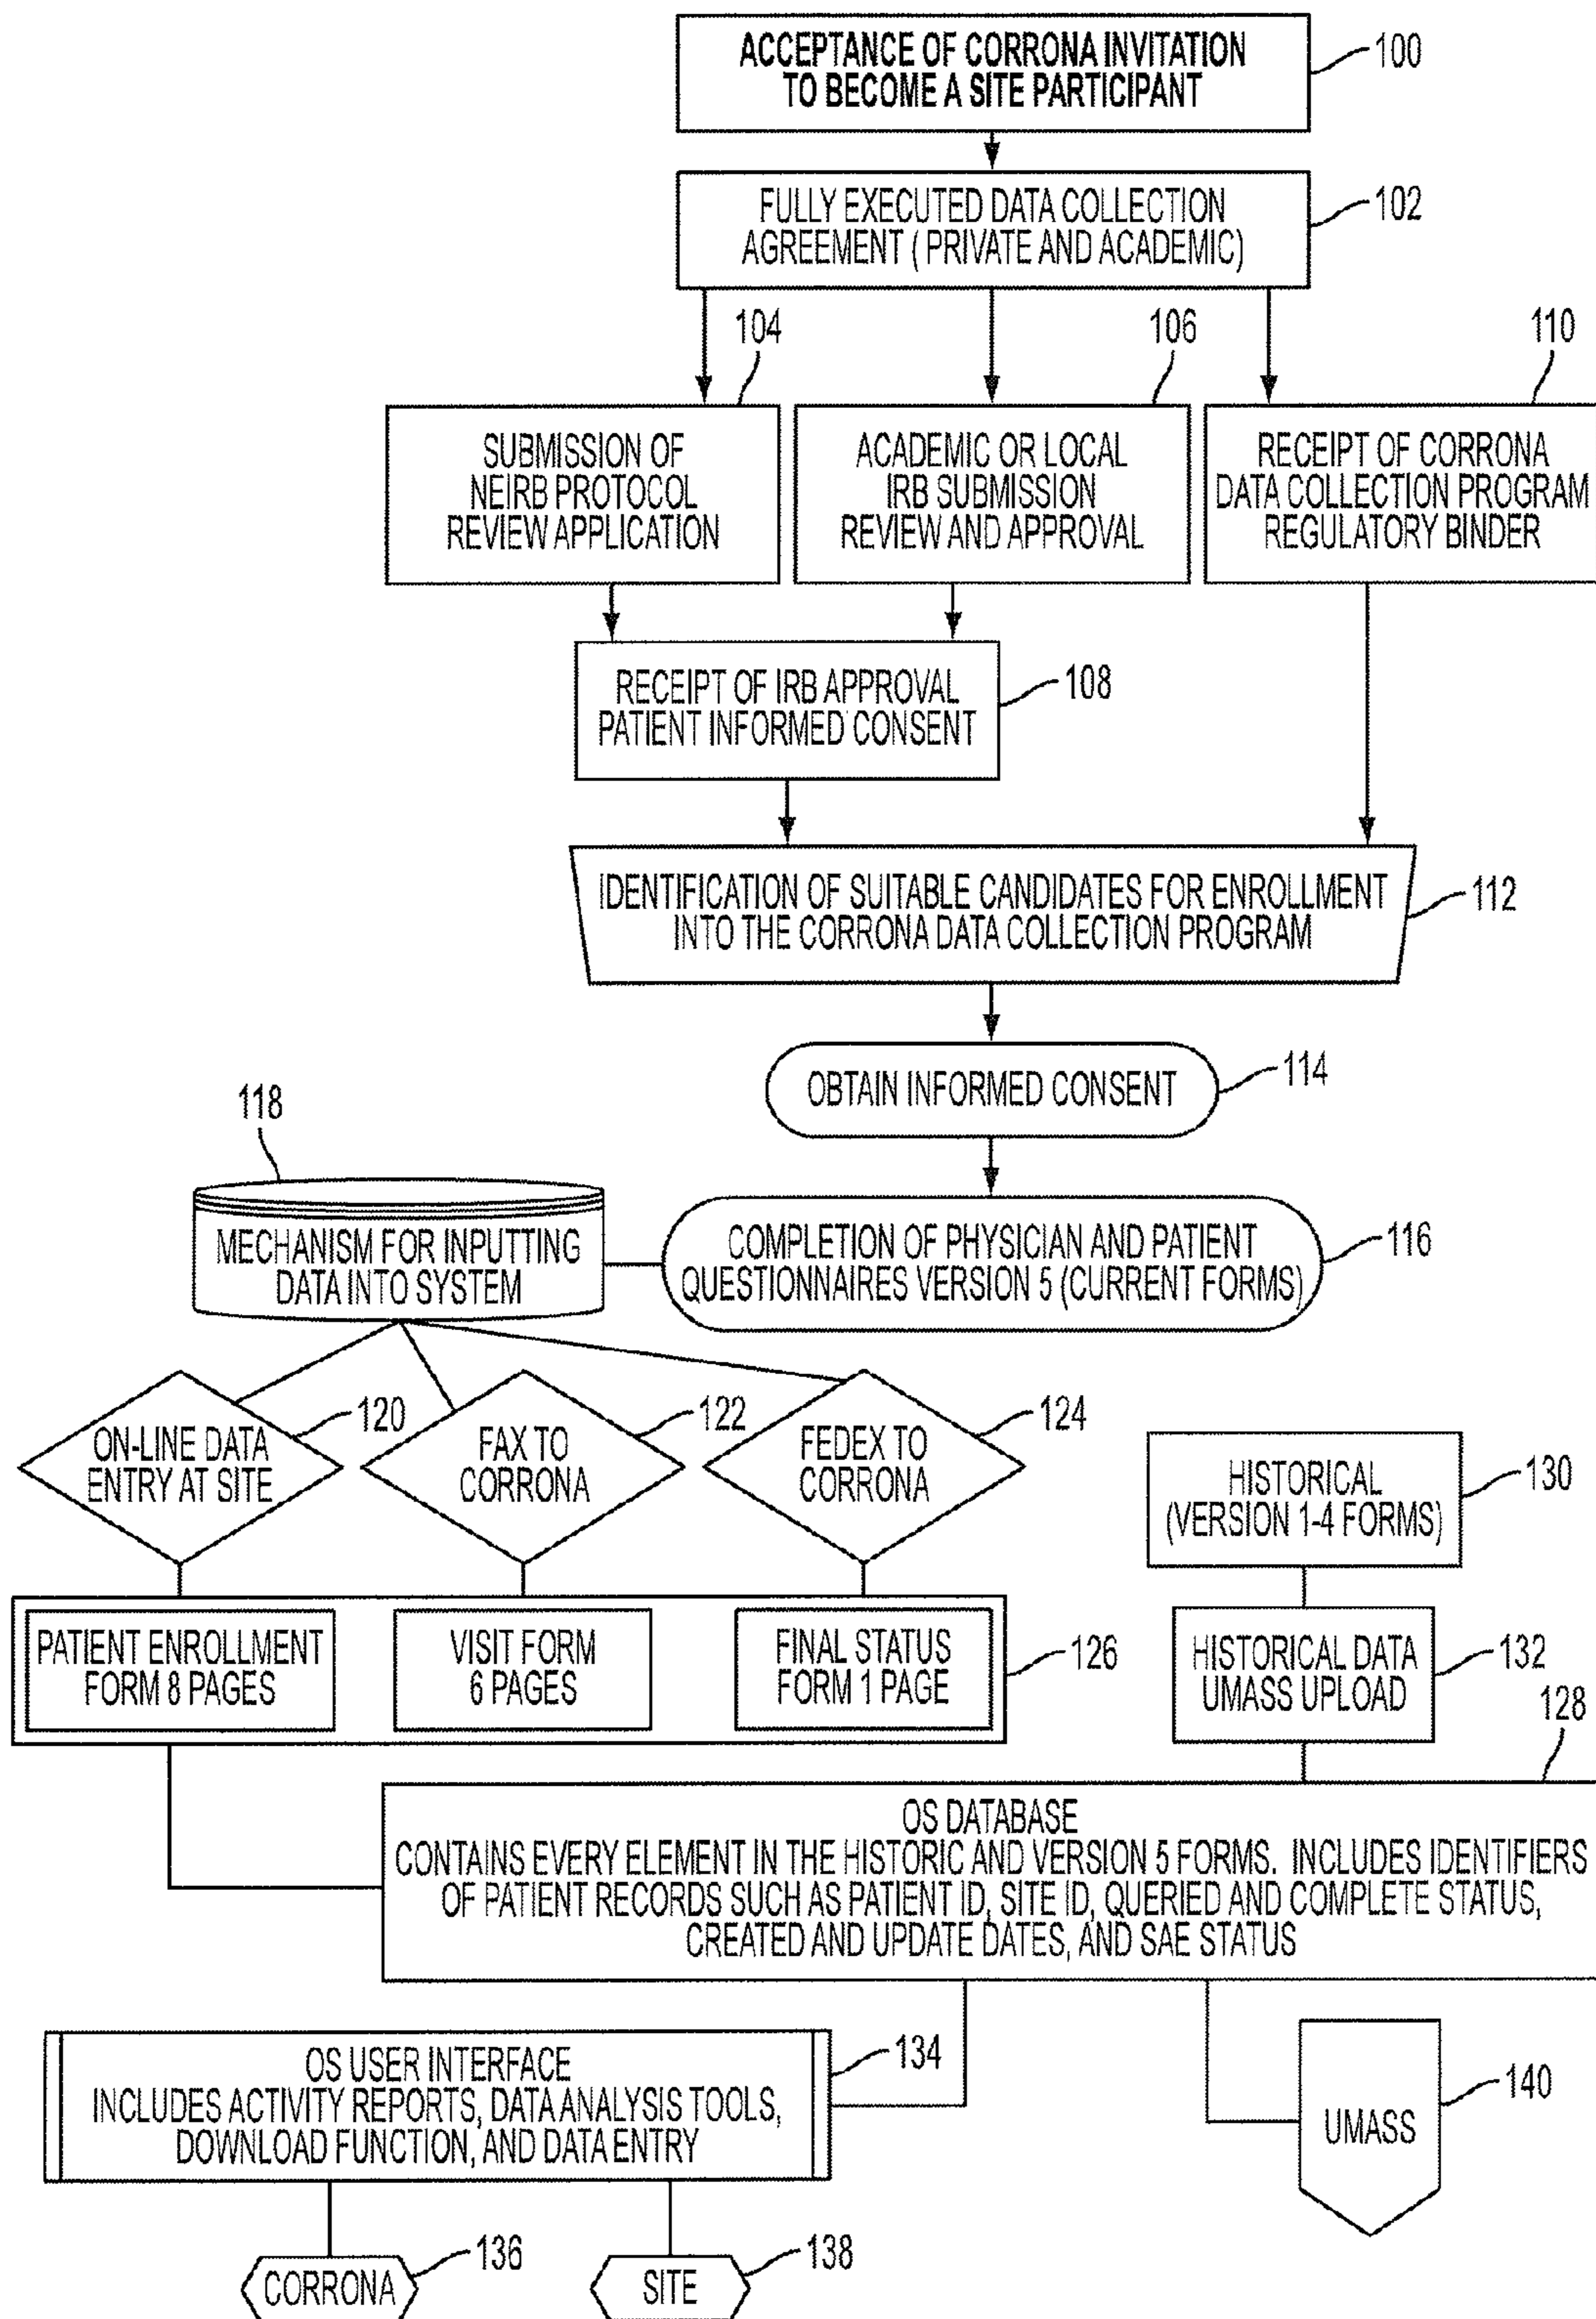 ACCEPTANCE OF CORRONA INVITATION
TO BECOME A SITE PARTICIPANT
100
FULLY EXECUTED DATA COLLECTION
AGREEMENT ( PRIVATE AND ACADEMIC)
102
104
106
110
SUBMISSION OF
NEIRB PROTOCOL
REVIEW APPLICATION
ACADEMIC OR LOCAL
IRB SUBMISSION
REVIEW AND APPROVAL
RECEIPT OF CORRONA
DATA COLLECTION PROGRAM
REGULATORY BINDER
RECEIPT OF IRB APPROVAL
PATIENT INFORMED CONSENT
108
IDENTIFICATION OF SUITABLE CANDIDATES FOR ENROLLMENT
INTO THE CORRONA DATA COLLECTION PROGRAM
112
OBTAIN INFORMED CONSENT
114
118
MECHANISM FOR INPUTTING
DATA INTO SYSTEM
COMPLETION OF PHYSICIAN AND PATIENT
QUESTIONNAIRES VERSION 5 (CURRENT FORMS)
116
ON-LINE DATA
ENTRY AT SITE
120
FAX TO
CORRONA
122
FEDEX TO
CORRONA
124
HISTORICAL
(VERSION 1-4 FORMS)
130
PATIENT ENROLLMENT
FORM 8 PAGES
VISIT FORM
6 PAGES
FINAL STATUS
FORM 1 PAGE
126
HISTORICAL DATA
UMASS UPLOAD
132
128
OS DATABASE
CONTAINS EVERY ELEMENT IN THE HISTORIC AND VERSION 5 FORMS. INCLUDES IDENTIFIERS
OF PATIENT RECORDS SUCH AS PATIENT ID, SITE ID, QUERIED AND COMPLETE STATUS,
CREATED AND UPDATE DATES, AND SAE STATUS
OS USER INTERFACE
INCLUDES ACTIVITY REPORTS, DATA ANALYSIS TOOLS,
DOWNLOAD FUNCTION, AND DATA ENTRY
134
UMASS
140
CORRONA
136
SITE
138